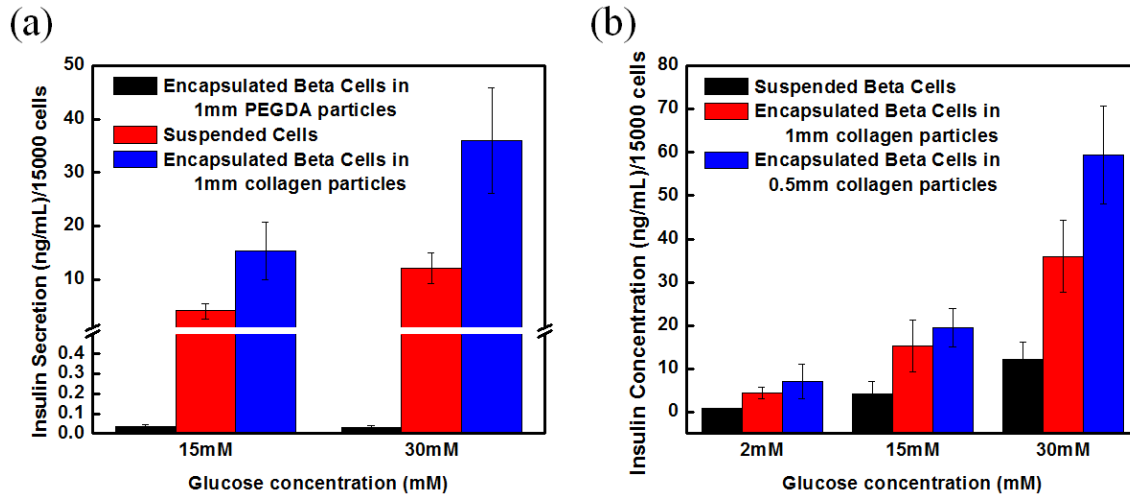 (a)
50
40
30
20
10
0.4
0.3
0.2
0.1
0.0
Insulin Secretion (ng/mL)/15000 cells
Encapsulated Beta Cells in
1mm PEGDA particles
Suspended Cells
Encapsulated Beta Cells in
1mm collagen particles
15mM
30mM
Glucose concentration (mM)
(b)
80
70
60
50
40
30
20
10
0
Insulin Concentration (ng/mL)/15000 cells
Suspended Beta Cells
Encapsulated Beta Cells in
1mm collagen particles
Encapsulated Beta Cells in
0.5mm collagen particles
2mM
15mM
30mM
Glucose concentration (mM)